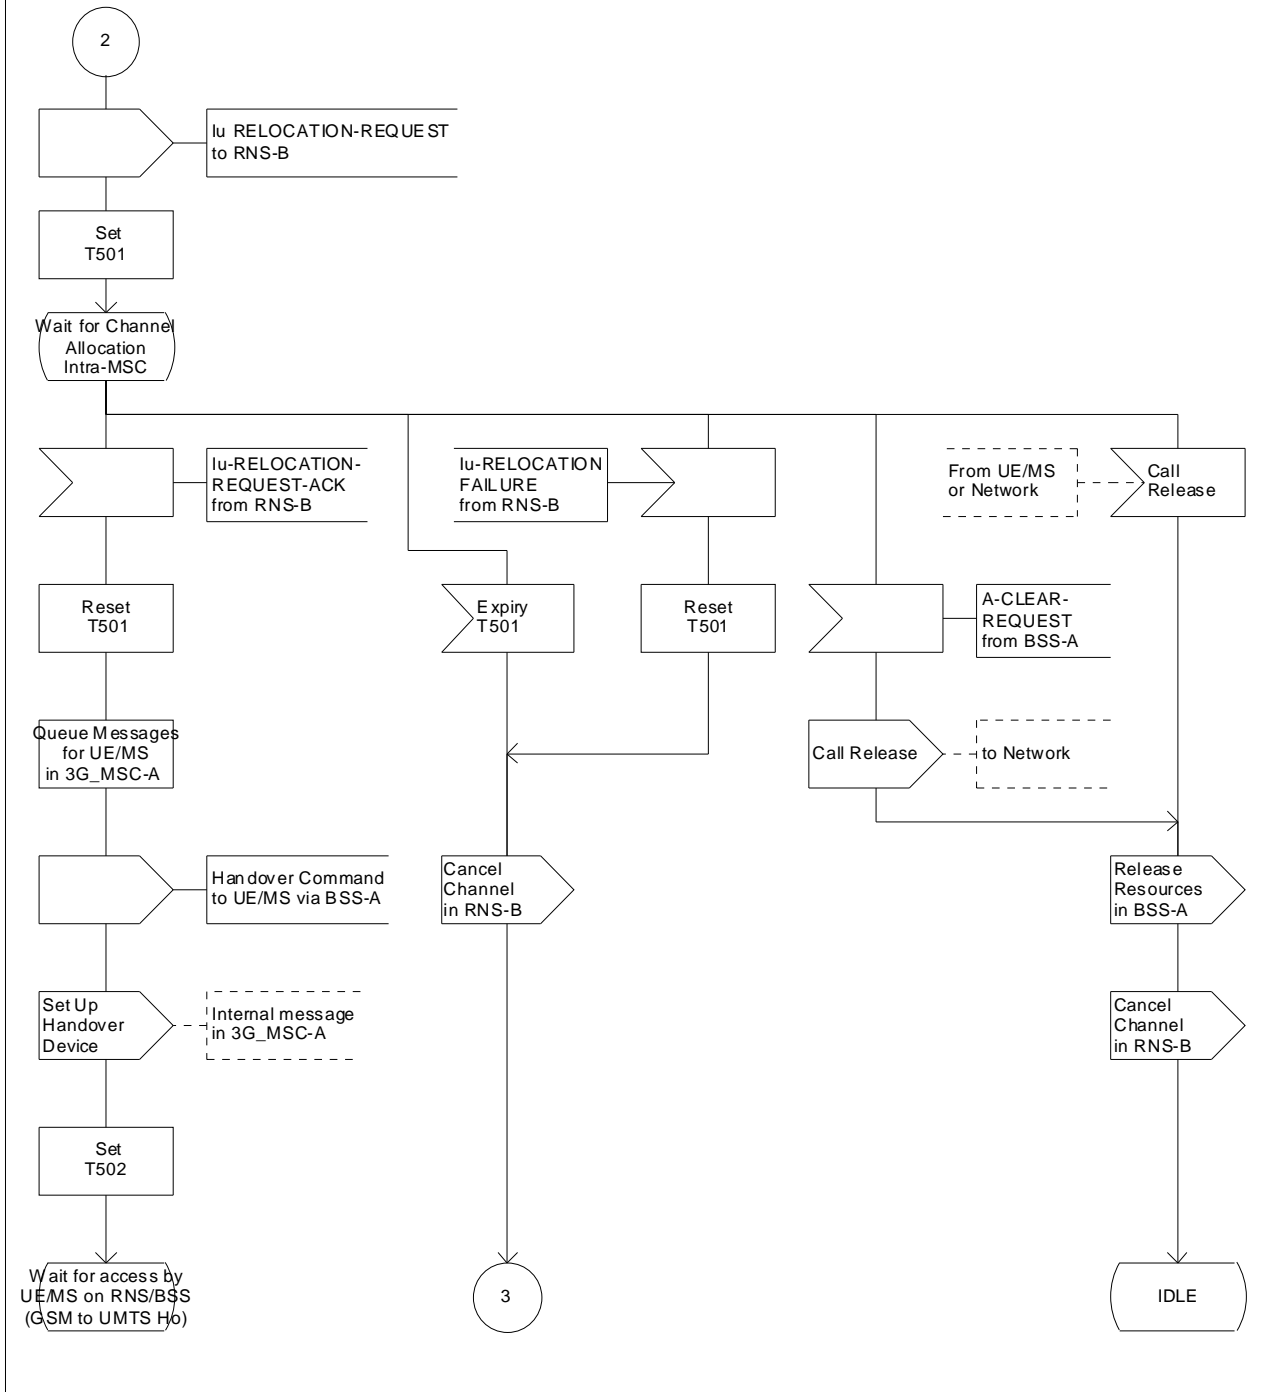 2
Iu RELOCATION-REQUEST
to RNS-B
Set
T501
Wait for Channel
Allocation
Intra-MSC
Iu-RELOCATION-
REQUEST-ACK
from RNS-B
Iu-RELOCATION
FAILURE
from RNS-B
From UE/MS
or Network
Call
Release
Reset
T501
Expiry
T501
Reset
T501
A-CLEAR-
REQUEST
from BSS-A
Queue Messages
for UE/MS
in 3G_MSC-A
Call Release
to Network
Handover Command
to UE/MS via BSS-A
Cancel
Channel
in RNS-B
Release
Resources
in BSS-A
Set Up
Handover
Device
Internal message
in 3G_MSC-A
Cancel
Channel
in RNS-B
Set
T502
Wait for access by
UE/MS on RNS/BSS
(GSM to UMTS Ho)
3
IDLE